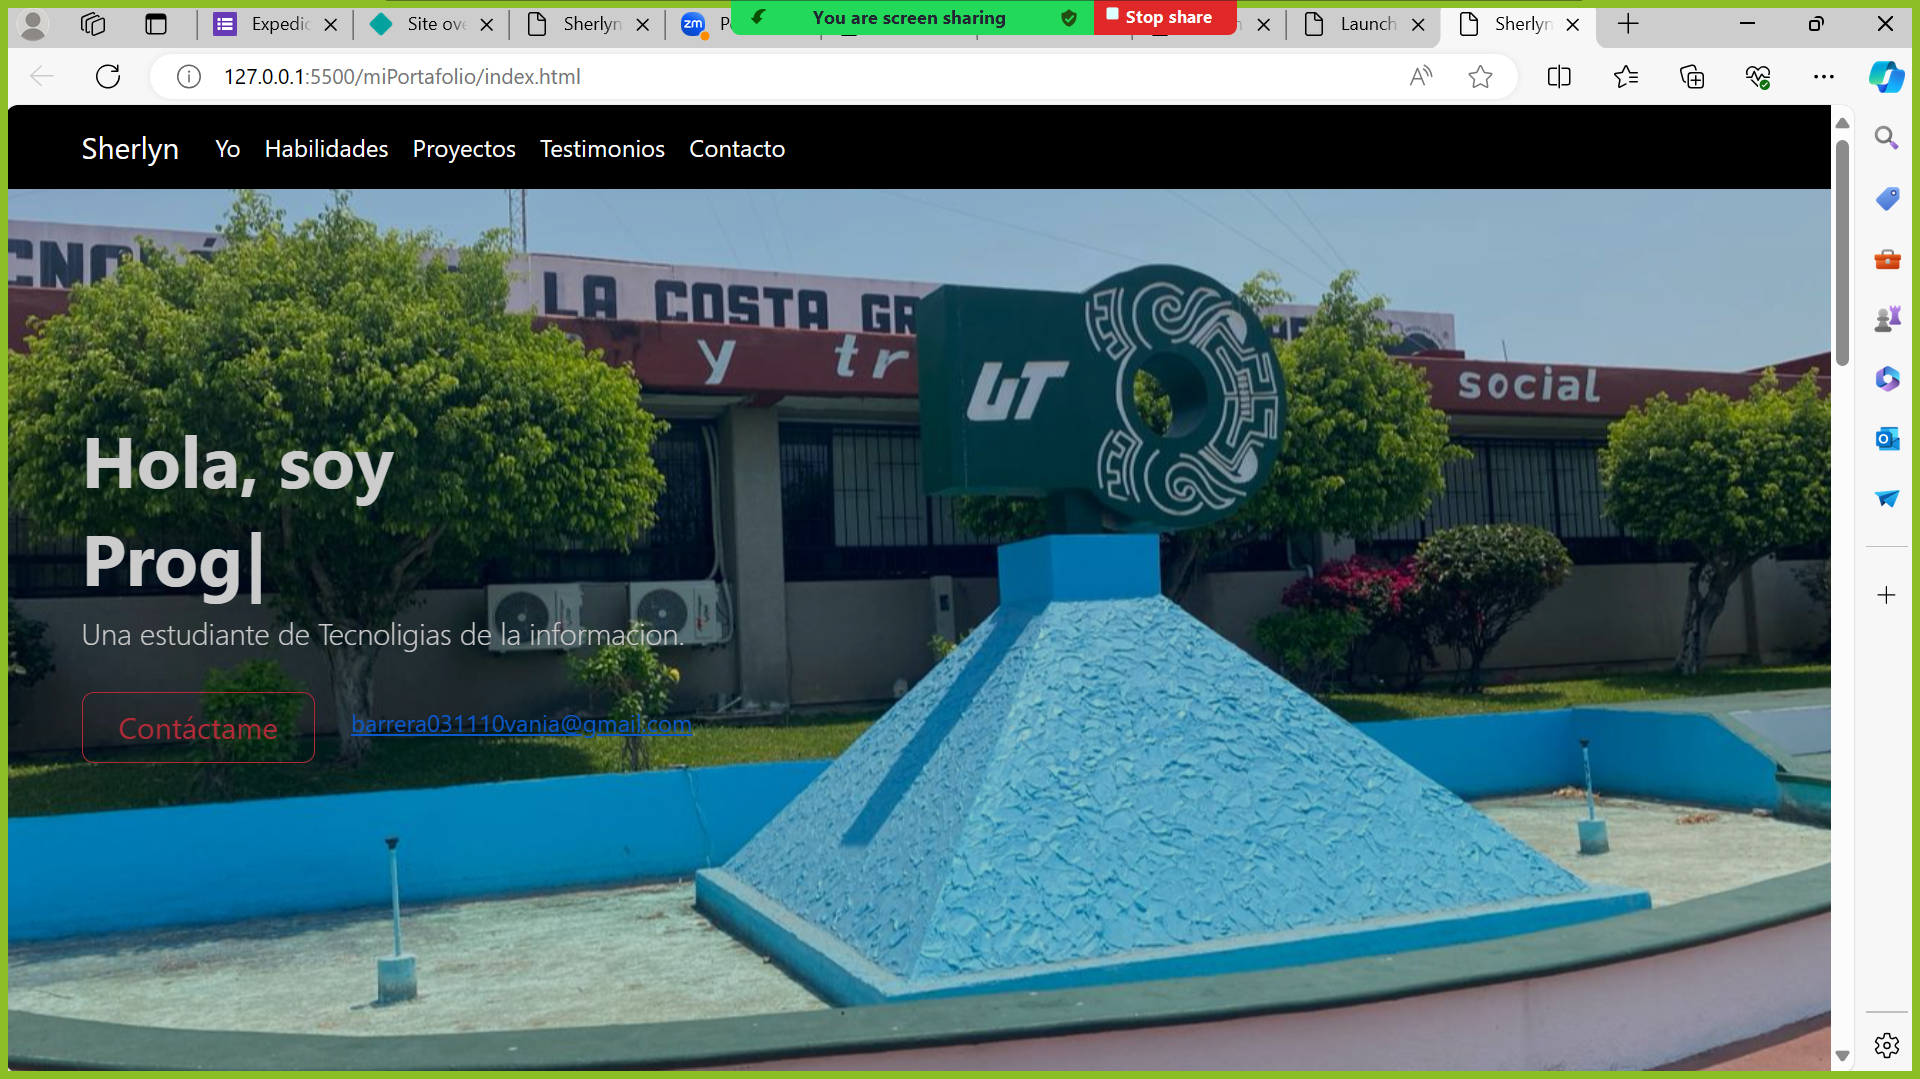 Expedic
Site ove
Sherlyn
zm
You are screen sharing
Stop share
Launch
Sherlyn
127.0.0.1:5500/miPortafolio/index.html
Sherlyn
Yo
Habilidades
Proyectos
Testimonios
Contacto
LA COSTA GR
y tr
social
UT
Hola, soy
Prog|
Una estudiante de Tecnoligias de la informacion.
Contáctame
barrera031110vania@gmail.com